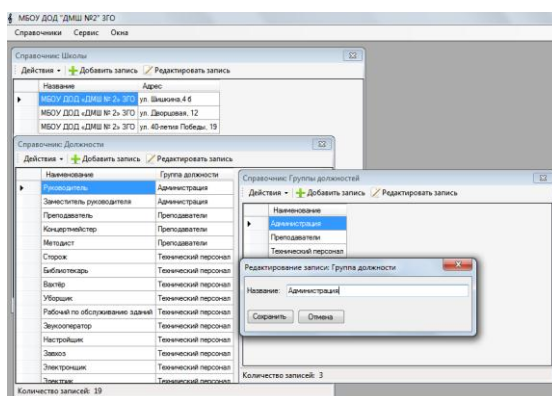 МБОУ ДОД "ДМШ №2" ЗГО
Справочники Сервис Окна
Справочник: Школы
Действия Добавить запись Редактировать запись
Название Адрес
МБОУ ДОД «ДМШ № 2» ЗГО ул. Шишкина,4 б
МБОУ ДОД «ДМШ № 2» ЗГО ул. Дворцовая, 12
МБОУ ДОД «ДМШ № 2» ЗГО ул. 40-летия Победы, 19
Справочник: Должности
Действия Добавить запись Редактировать запись
Наименование Группа должности
Руководитель Администрация
Заместитель руководителя Администрация
Преподаватель Преподаватели
Концертмейстер Преподаватели
Методист Преподаватели
Сторож Технический персонал
Библиотекарь Технический персонал
Вахтёр Технический персонал
Уборщик Технический персонал
Рабочий по обслуживанию зданий Технический персонал
Звукооператор Технический персонал
Настройщик Технический персонал
Завхоз Технический персонал
Электронщик Технический персонал
Электрик Технический персонал
Количество записей: 19
Справочник: Группы должностей
Действия Добавить запись Редактировать запись
Наименование
Администрация
Преподаватели
Технический персонал
Редактирование записи: Группа должности
Название: Администрация
Сохранить Отмена
Количество записей: 3